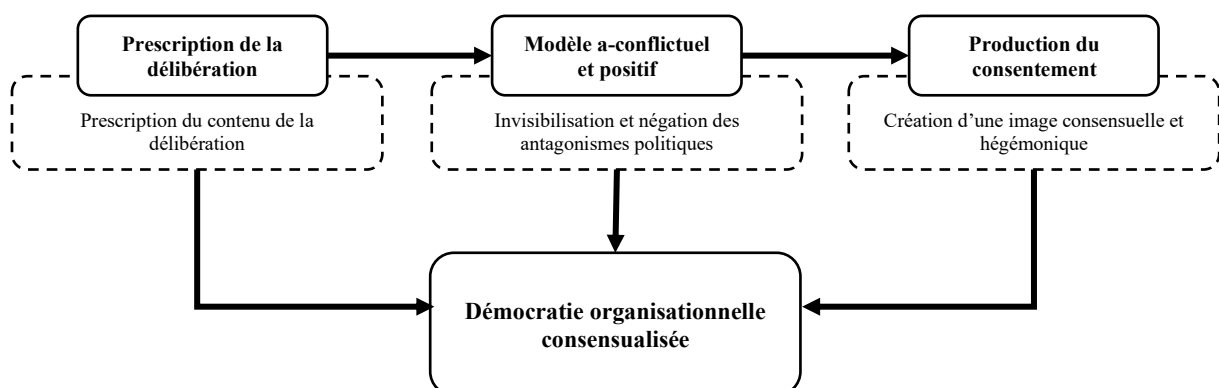 Prescription de la
délibération
Modèle a-conflictuel
et positif
Production du
consentement
Prescription du contenu de la
délibération
Invisibilisation et négation des
antagonismes politiques
Création d’une image consensuelle et
hégémonique
Démocratie organisationnelle
consensualisée